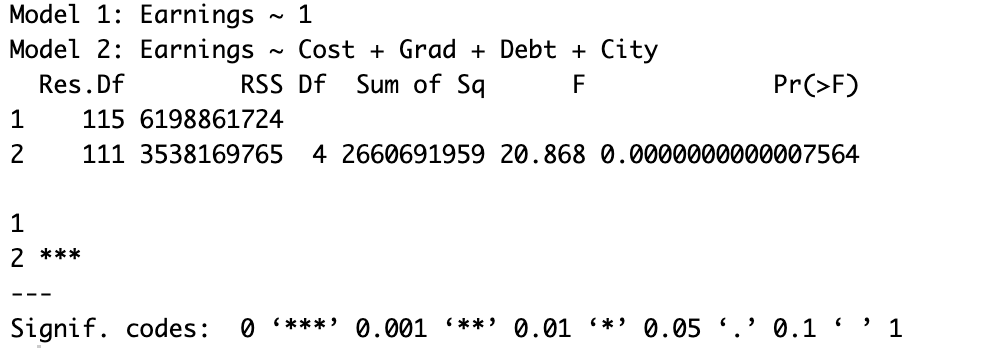 Model 1: Earnings ~ 1
Model 2: Earnings ~ Cost + Grad + Debt + City
  Res.Df        RSS Df  Sum of Sq      F             Pr(>F)
1    115 6198861724
2    111 3538169765  4 2660691959 20.868 0.0000000000007564
1
2 ***
---
Signif. codes:  0 ‘***’ 0.001 ‘**’ 0.01 ‘*’ 0.05 ‘.’ 0.1 ‘ ’ 1